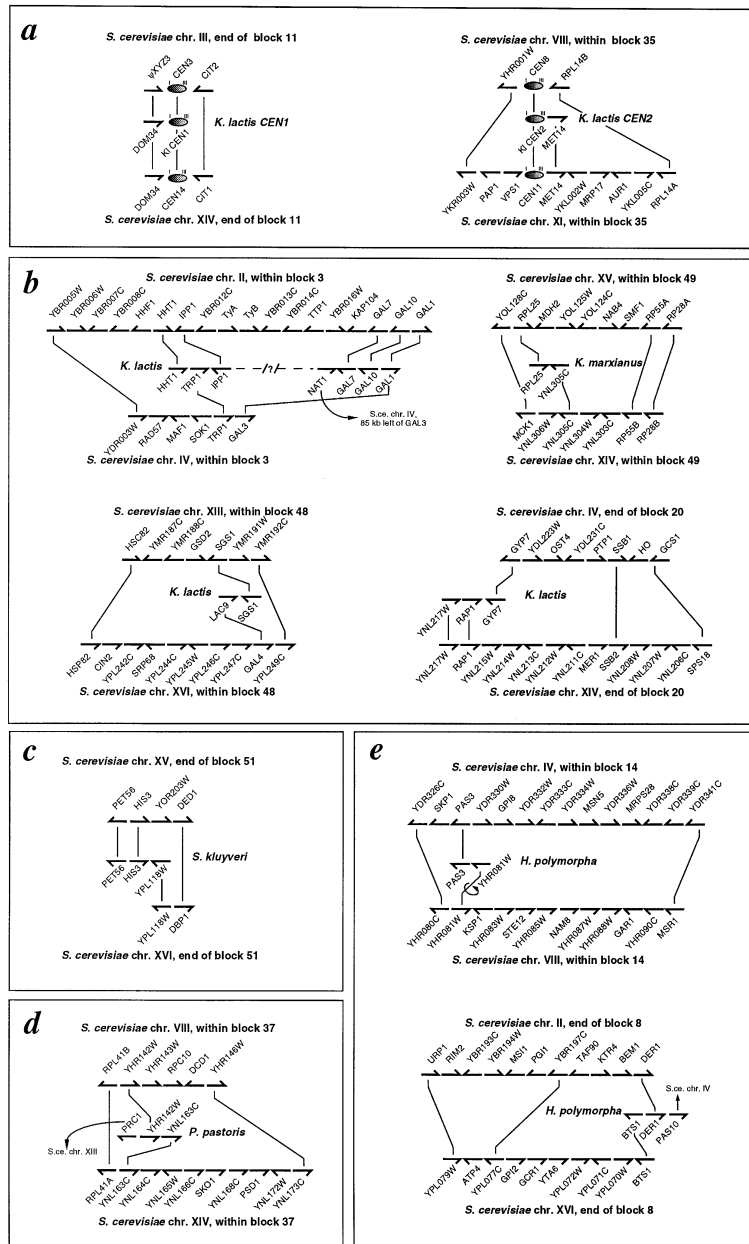 a
S. cerevisiae chr. III, end of block 11
ψXYZ3 CEN3 CIT2
I III
DOM34 Kl CEN1
I III
K. lactis CEN1
I III
DOM34 CEN14 CIT1
S. cerevisiae chr. XIV, end of block 11
S. cerevisiae chr. VIII, within block 35
YHR001W CEN8 RPL14B
I III
K. lactis CEN2
I III
Kl CEN2 MET14
I III
YKR003W PAP1 VPS1 CEN11 MET14 YKL002W MRP17 AUR1 YKL005C RPL14A
S. cerevisiae chr. XI, within block 35
b
S. cerevisiae chr. II, within block 3
YBR005W YBR006W YBR007C YBR008C HHF1 HHT1 IPP1 YBR012C TyA TyB YBR013C YBR014C TTP1 YBR016W KAP104 GAL7 GAL10 GAL1
K. lactis
/?/
HHT1 TRP1 IPP1 NAT1 GAL7 GAL10 GAL1
S.ce. chr. IV,
85 kb left of GAL3
YDR003W RAD57 MAF1 SOK1 TRP1 GAL3
S. cerevisiae chr. IV, within block 3
S. cerevisiae chr. XV, within block 49
YOL128C RPL25 MDH2 YOL125W YOL124C NAB4 SMF1 RP55A RP28A
K. marxianus
RPL25 YNL305C
MCK1 YNL306W YNL305C YNL304W YNL303C RP55B RP28B
S. cerevisiae chr. XIV, within block 49
S. cerevisiae chr. XIII, within block 48
HSC82 YMR187C YMR188C GSD2 SGS1 YMR191W YMR192C
K. lactis
LAC9 SGS1
HSP82 CIN2 YPL242C SRP68 YPL244C YPL245W YPL246C YPL247C GAL4 YPL249C
S. cerevisiae chr. XVI, within block 48
S. cerevisiae chr. IV, end of block 20
GYP7 YDL223W OST4 YDL231C PTP1 SSB1 HO GCS1
K. lactis
YNL217W RAP1 GYP7
YNL217W RAP1 YNL215W YNL214W YNL213C YNL212W YNL211C MER1 SSB2 YNL208W YNL207W YNL206C SPS18
S. cerevisiae chr. XIV, end of block 20
c
S. cerevisiae chr. XV, end of block 51
PET56 HIS3 YOR203W DED1
S. kluyveri
PET56 HIS3 YPL118W
YPL118W DBP1
S. cerevisiae chr. XVI, end of block 51
d
S. cerevisiae chr. VIII, within block 37
RPL41B YHR142W YHR143W RPC10 DCD1 YHR146W
PRC1 YHR142W YNL163C
P. pastoris
S.ce. chr. XIII
RPL41A YNL163C YNL164C YNL165W YNL166C SKO1 YNL168C PSD1 YNL172W YNL173C
S. cerevisiae chr. XIV, within block 37
e
S. cerevisiae chr. IV, within block 14
YDR326C SKP1 PAS3 YDR330W GPI8 YDR332W YDR333C YDR334W MSN5 YDR336W MRPS28 YDR338C YDR339C YDR341C
H. polymorpha
PAS3 YHR081W
YHR080C YHR081W KSP1 YHR083W STE12 YHR085W NAM8 YHR087W YHR088W GAR1 YHR090C MSR1
S. cerevisiae chr. VIII, within block 14
S. cerevisiae chr. II, end of block 8
URP1 RIM2 YBR193C YBR194W MSI1 PGI1 YBR197C TAF90 KTR4 BEM1 DER1
S.ce. chr. IV
H. polymorpha
BTS1 DER1 PAS10
YPL079W ATP4 YPL077C GPI2 GCR1 YTA6 YPL072W YPL071C YPL070W BTS1
S. cerevisiae chr. XVI, end of block 8